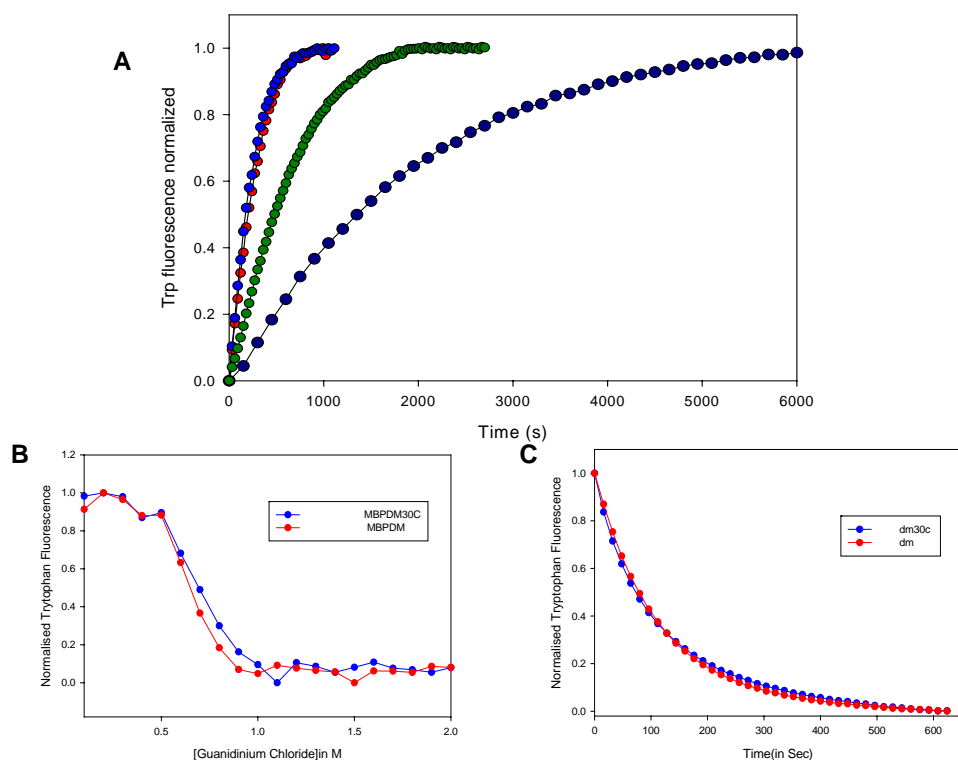 A
Trp fluorescence normalized
1.0
0.8
0.6
0.4
0.2
0.0
0 1000 2000 3000 4000 5000 6000
Time (s)
B
Normalised Trytophan Fluorescence
1.2
1.0
0.8
0.6
0.4
0.2
0.0
MBPDM30C
MBPDM
0.5 1.0 1.5 2.0
[Guanidinium Chloride]in M
C
Normalised Tryptophan Fluorescence
1.0
0.8
0.6
0.4
0.2
0.0
dm30c
dm
0 100 200 300 400 500 600
Time(in Sec)